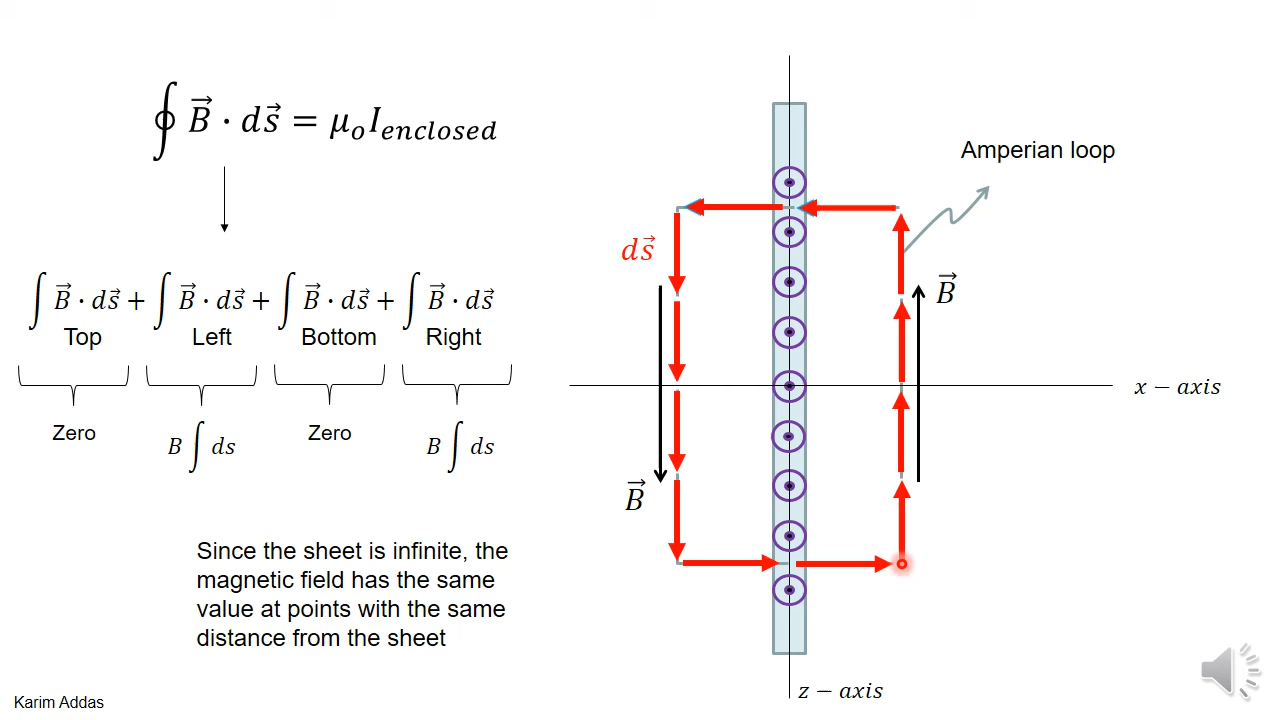 ∮ B⃗ · ds⃗ = μₒI_enclosed
∫ B⃗ · ds⃗ + ∫ B⃗ · ds⃗ + ∫ B⃗ · ds⃗ + ∫ B⃗ · ds⃗
Top Left Bottom Right
Zero B ∫ ds Zero B ∫ ds
Since the sheet is infinite, the
magnetic field has the same
value at points with the same
distance from the sheet
Karim Addas
Amperian loop
ds⃗
B⃗
x − axis
B⃗
z − axis